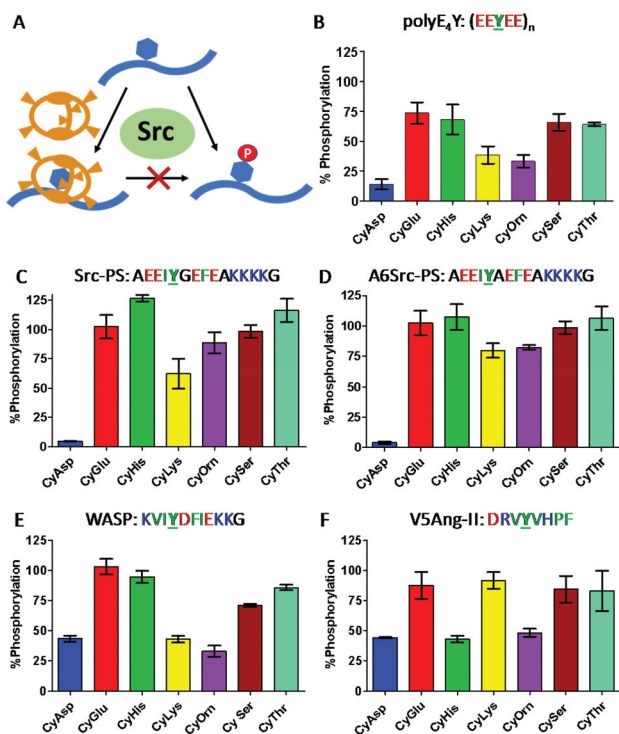 A
Src
P
B
polyE4Y: (EEYEE)n
% Phosphorylation
125
100
75
50
25
0
CyAsp
CyGlu
CyHis
CyLys
CyOrn
CySer
CyThr
C
Src-PS: AEEIYGEFEAKKKKG
%Phosphorylation
125
100
75
50
25
0
CyAsp
CyGlu
CyHis
CyLys
CyOrn
CySer
CyThr
D
A6Src-PS: AEEIYAEFEAKKKKG
%Phosphorylation
125
100
75
50
25
0
CyAsp
CyGlu
CyHis
CyLys
CyOrn
CySer
CyThr
E
WASP: KVIYDFIEKKG
%Phosphorylation
125
100
75
50
25
0
CyAsp
CyGlu
CyHis
CyLys
CyOrn
Cy Ser
CyThr
F
V5Ang-II: DRVYVHPF
%Phosphorylation
125
100
75
50
25
0
CyAsp
CyGlu
CyHis
CyLys
CyOrn
CySer
CyThr